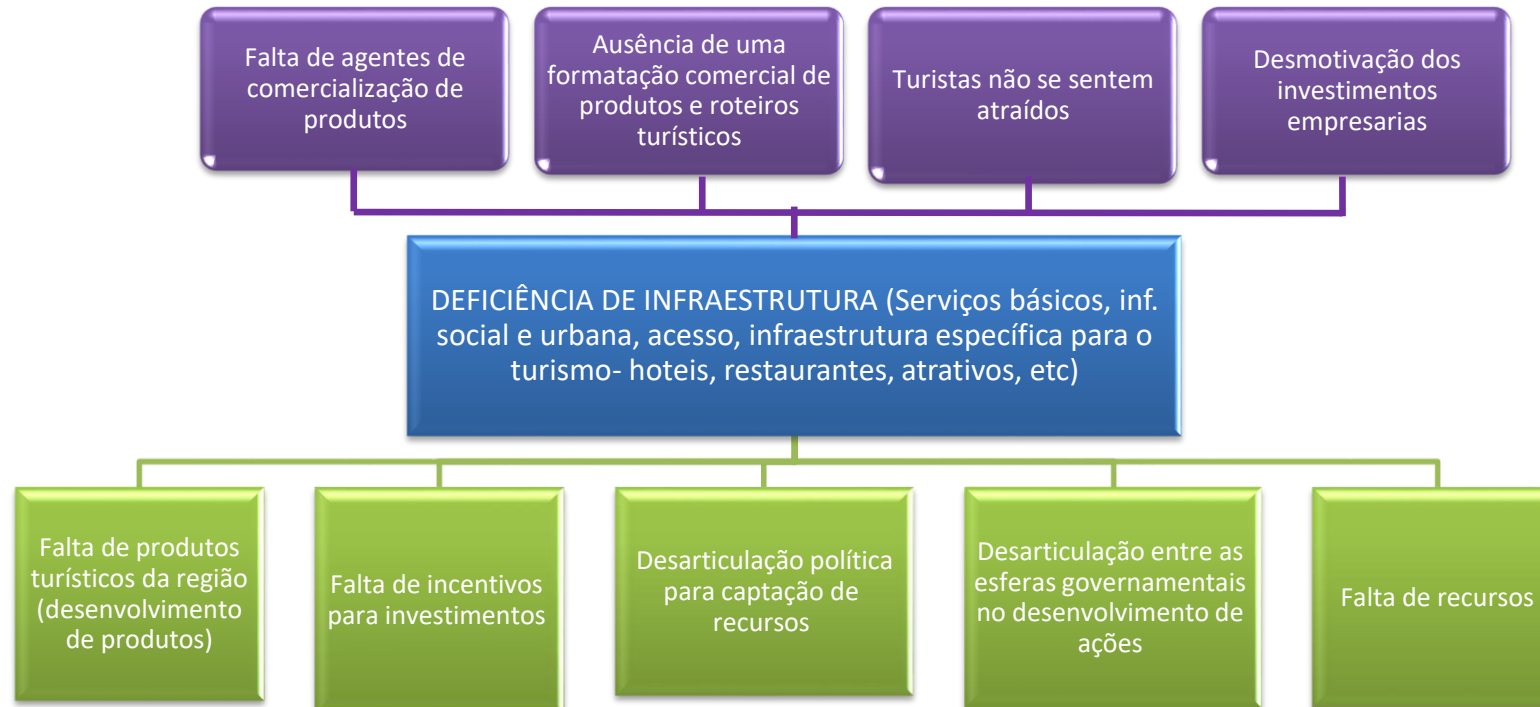 Falta de agentes de
comercialização de
produtos
Ausência de uma
formatação comercial de
produtos e roteiros
turísticos
Turistas não se sentem
atraídos
Desmotivação dos
investimentos
empresarias
DEFICIÊNCIA DE INFRAESTRUTURA (Serviços básicos, inf.
social e urbana, acesso, infraestrutura específica para o
turismo- hoteis, restaurantes, atrativos, etc)
Falta de produtos
turísticos da região
(desenvolvimento
de produtos)
Falta de incentivos
para investimentos
Desarticulação política
para captação de
recursos
Desarticulação entre as
esferas governamentais
no desenvolvimento de
ações
Falta de recursos